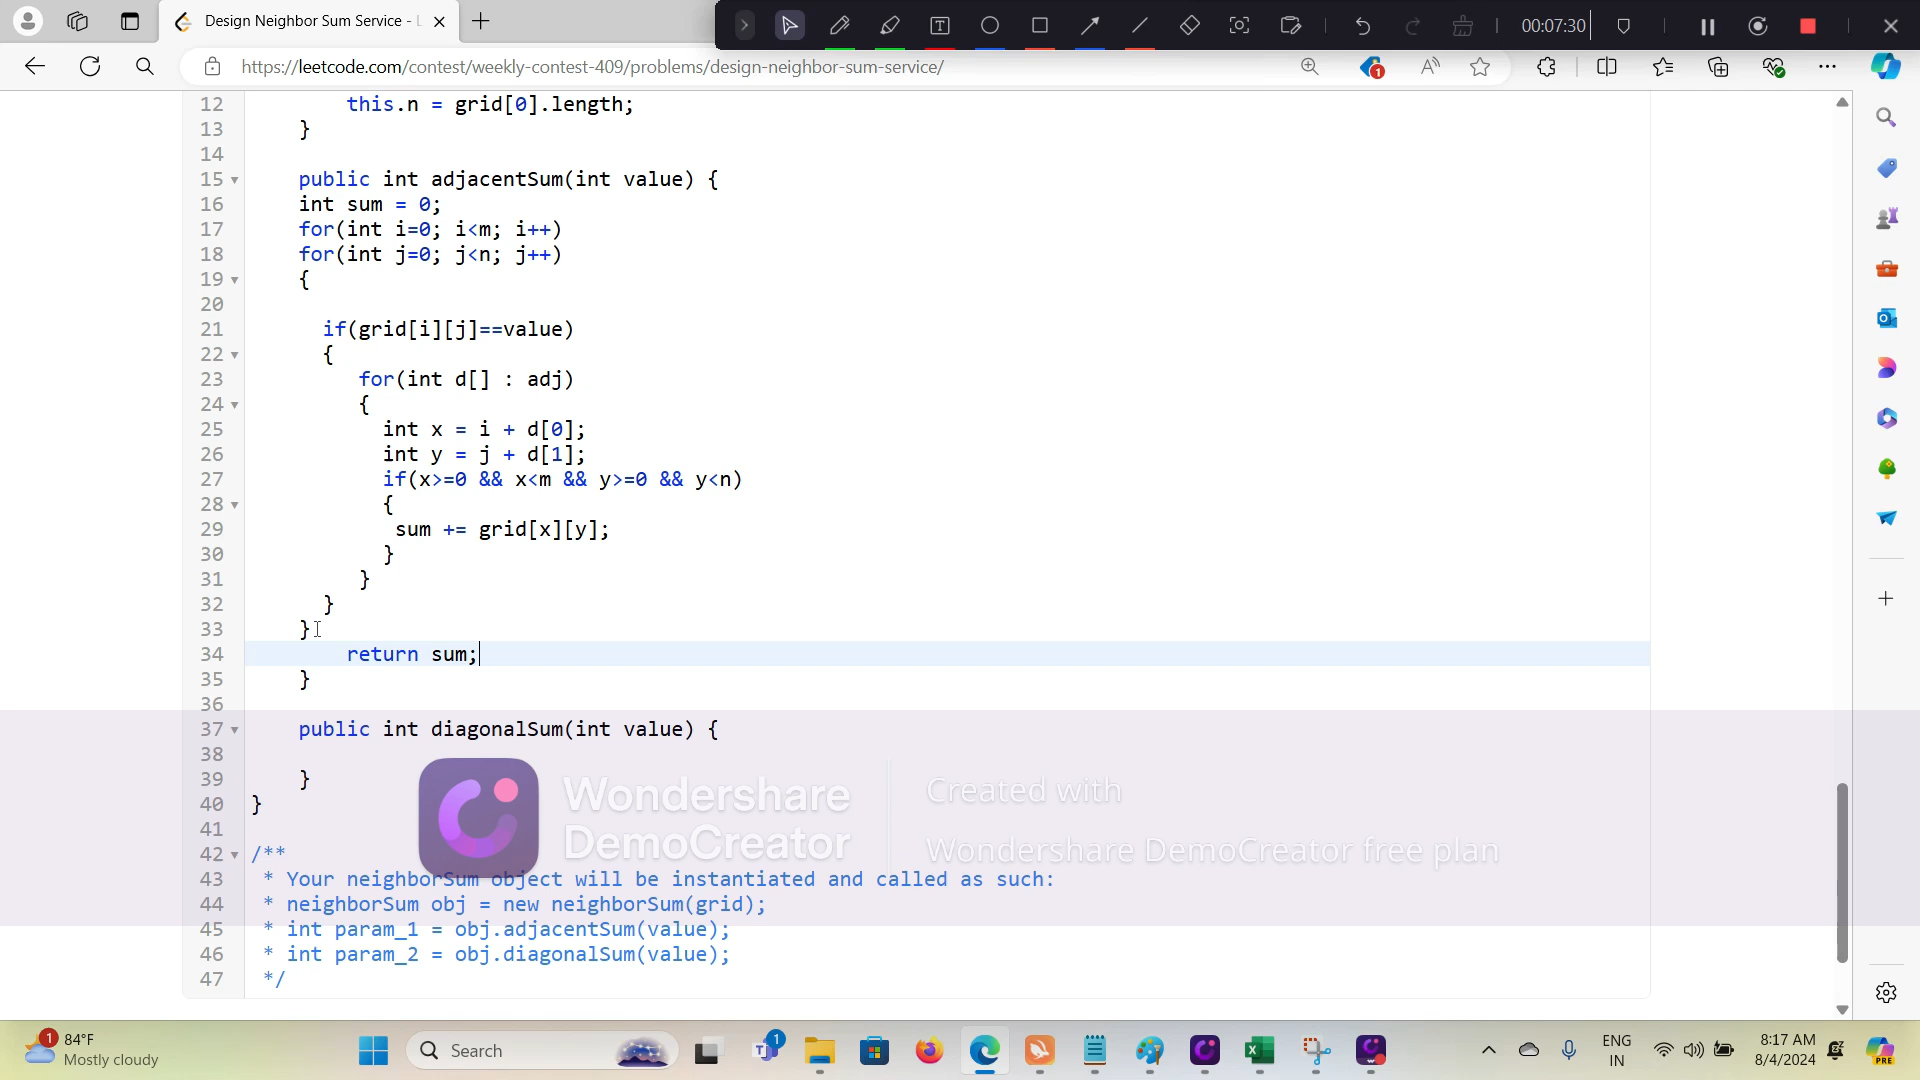 Design Neighbor Sum Service - L
00:07:30
https://leetcode.com/contest/weekly-contest-409/problems/design-neighbor-sum-service/
1
12 this.n = grid[0].length;
13 }
14
15 public int adjacentSum(int value) {
16 int sum = 0;
17 for(int i=0; i<m; i++)
18 for(int j=0; j<n; j++)
19 {
20
21 if(grid[i][j]==value)
22 {
23 for(int d[] : adj)
24 {
25 int x = i + d[0];
26 int y = j + d[1];
27 if(x>=0 && x<m && y>=0 && y<n)
28 {
29 sum += grid[x][y];
30 }
31 }
32 }
33 }
34 return sum;
35 }
36
37 public int diagonalSum(int value) {
38
39 }
40 }
41
42 /**
43 * Your neighborSum object will be instantiated and called as such:
44 * neighborSum obj = new neighborSum(grid);
45 * int param_1 = obj.adjacentSum(value);
46 * int param_2 = obj.diagonalSum(value);
47 */
Wondershare
DemoCreator
Created with
Wondershare DemoCreator free plan
1
84°F
Mostly cloudy
Search
1
ENG
IN
8:17 AM
8/4/2024
PRE